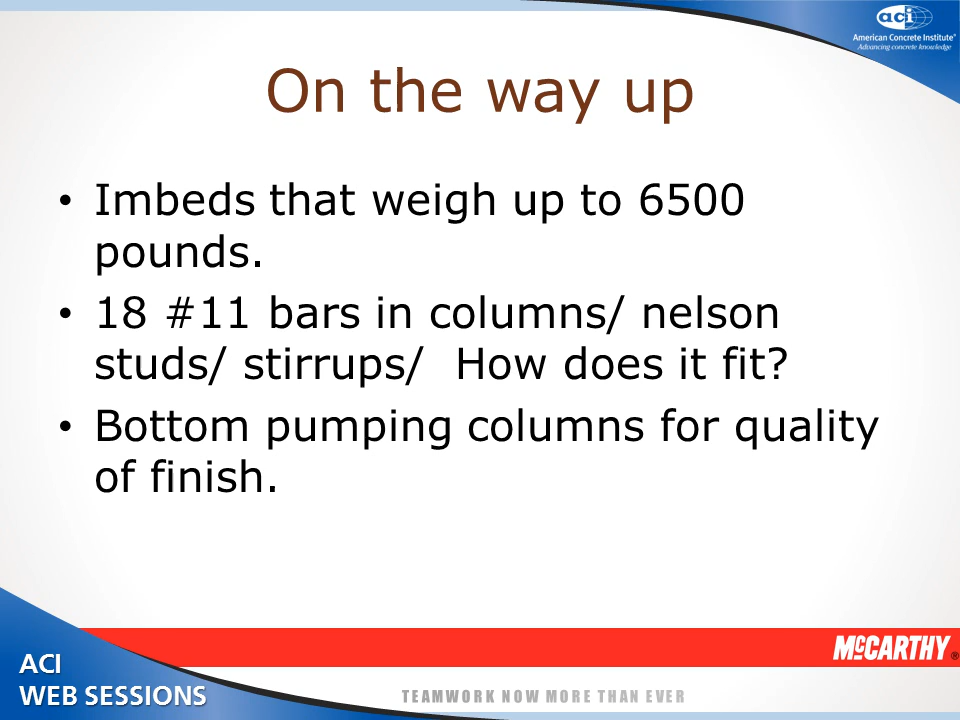 aci
American Concrete Institute®
Advancing concrete knowledge
On the way up
• Imbeds that weigh up to 6500
pounds.
• 18 #11 bars in columns/ nelson
studs/ stirrups/  How does it fit?
• Bottom pumping columns for quality
of finish.
McCARTHY®
ACI
WEB SESSIONS
TEAMWORK NOW MORE THAN EVER